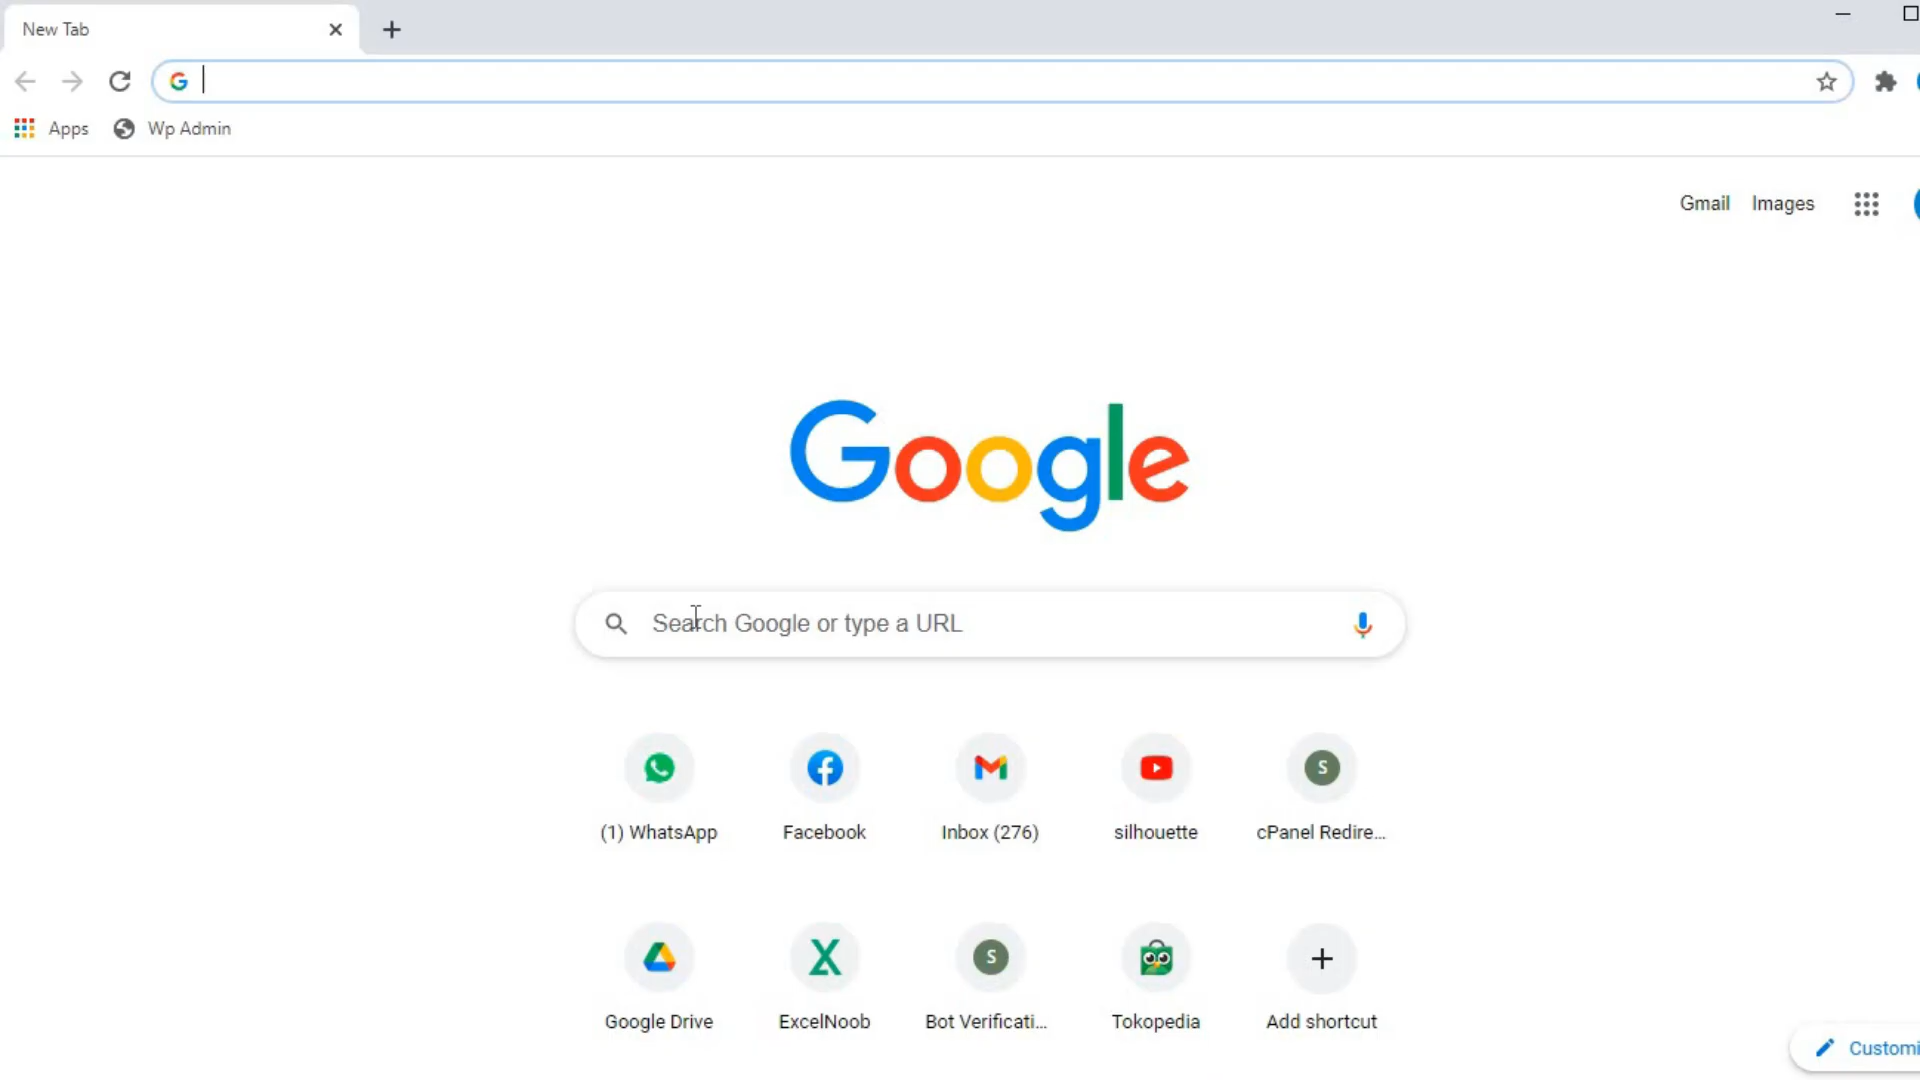 New Tab
Apps
Wp Admin
Gmail
Images
Google
Search Google or type a URL
S
(1) WhatsApp
Facebook
Inbox (276)
silhouette
cPanel Redire...
S
Google Drive
ExcelNoob
Bot Verificati...
Tokopedia
Add shortcut
Customi